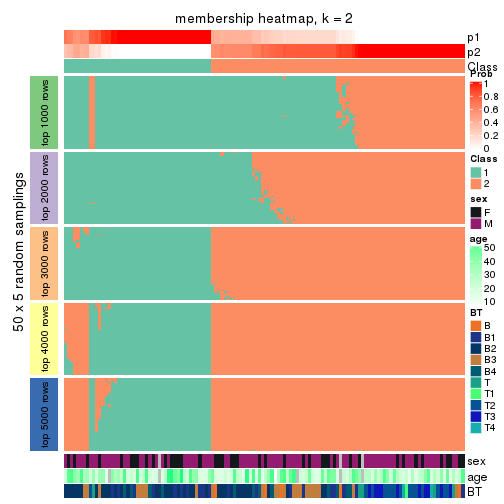 membership heatmap, k = 2
p1
p2
Class
50 x 5 random samplings
top 1000 rows
top 2000 rows
top 3000 rows
top 4000 rows
top 5000 rows
sex
age
BT
Prob
1
0.8
0.6
0.4
0.2
0
Class
1
2
sex
F
M
age
50
40
30
20
10
BT
B
B1
B2
B3
B4
T
T1
T2
T3
T4